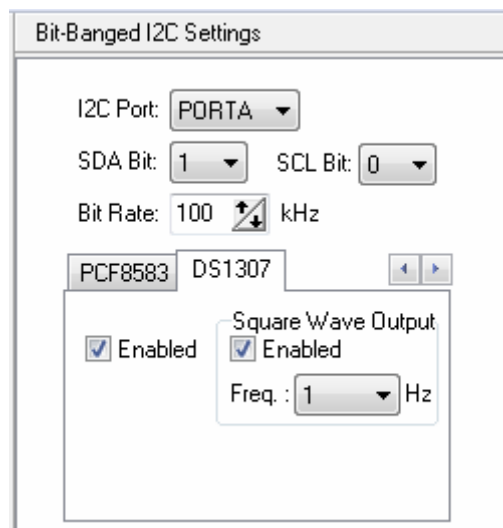 Bit-Banged I2C Settings
I2C Port: PORTA
SDA Bit: 1 SCL Bit: 0
Bit Rate: 100 kHz
PCF8583 DS1307
Square Wave Output
Enabled Enabled
Freq. : 1 Hz